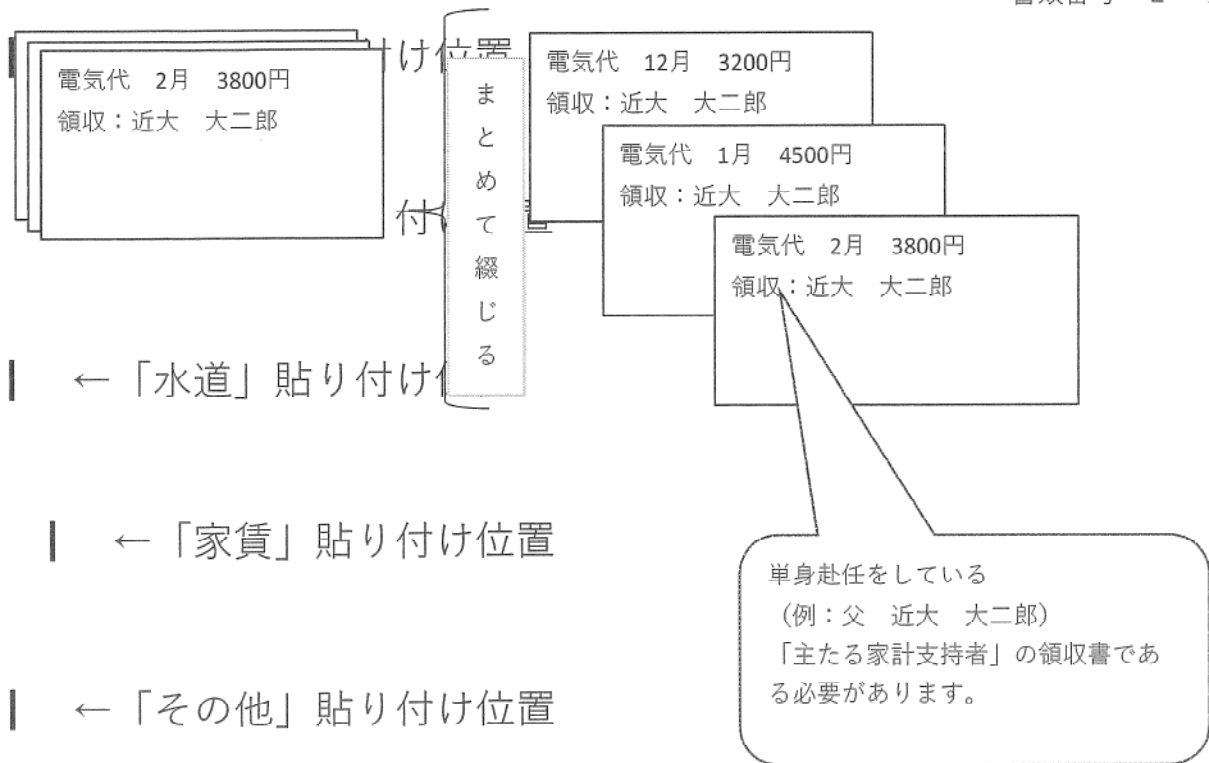 電気代　2月　3800円
領収：近大　大二郎
け位置
付
まとめて綴じる
電気代　12月　3200円
領収：近大　大二郎
電気代　1月　4500円
領収：近大　大二郎
電気代　2月　3800円
領収：近大　大二郎
←「水道」貼り付け
←「家賃」貼り付け位置
←「その他」貼り付け位置
単身赴任をしている
（例：父　近大　大二郎）
「主たる家計支持者」の領収書であ
る必要があります。